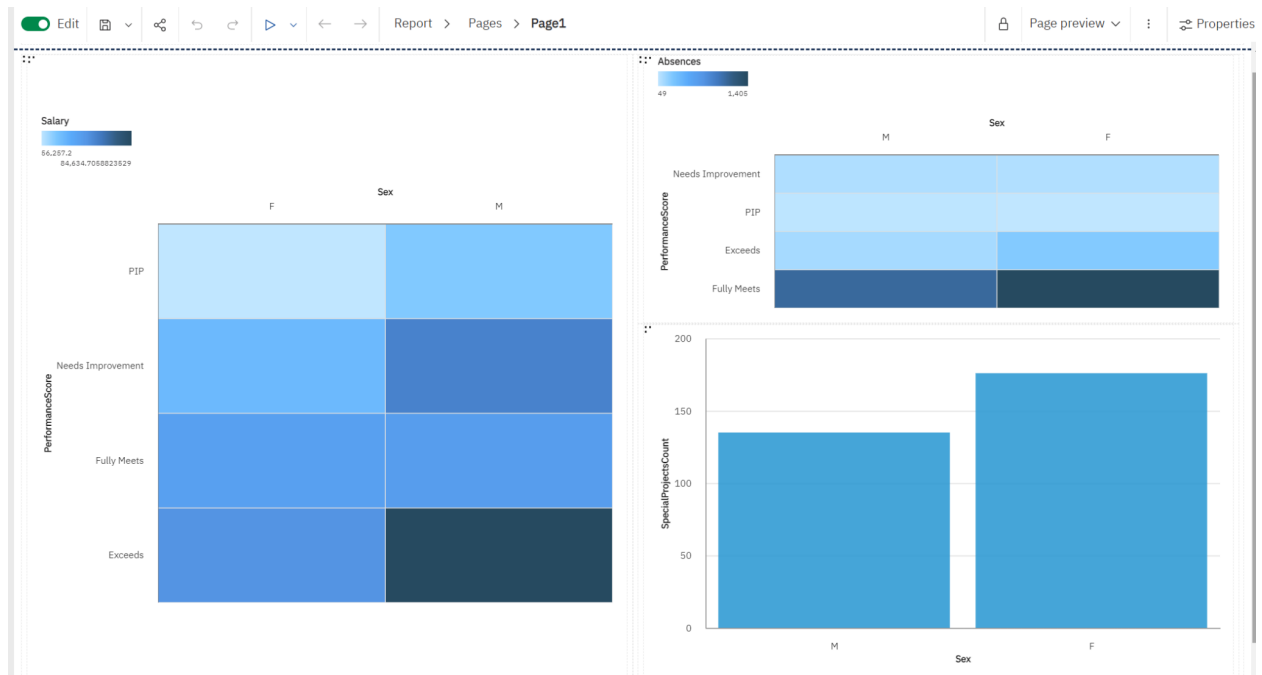 Edit
Report > Pages > Page1
Page preview
Properties
Salary
56,257.2
84,634.7058823529
Sex
F M
PerformanceScore
PIP
Needs Improvement
Fully Meets
Exceeds
Absences
49 1,405
Sex
M F
PerformanceScore
Needs Improvement
PIP
Exceeds
Fully Meets
SpecialProjectsCount
200
150
100
50
0
M F
Sex